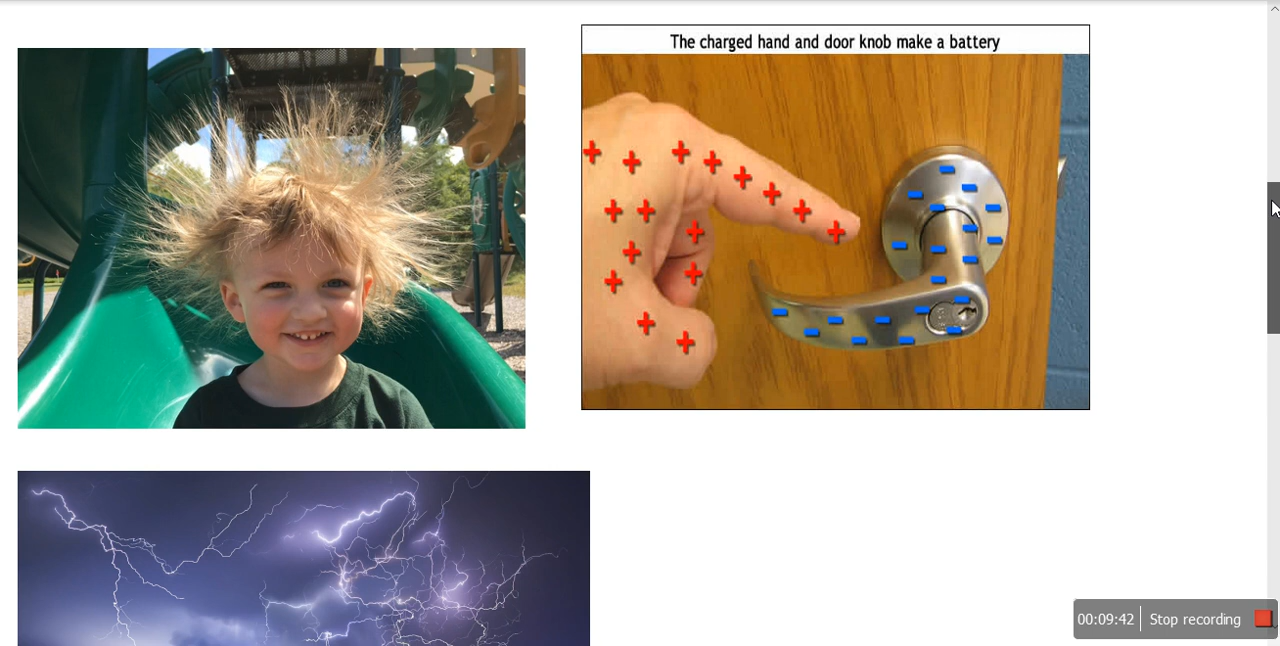 The charged hand and door knob make a battery
00:09:42 Stop recording